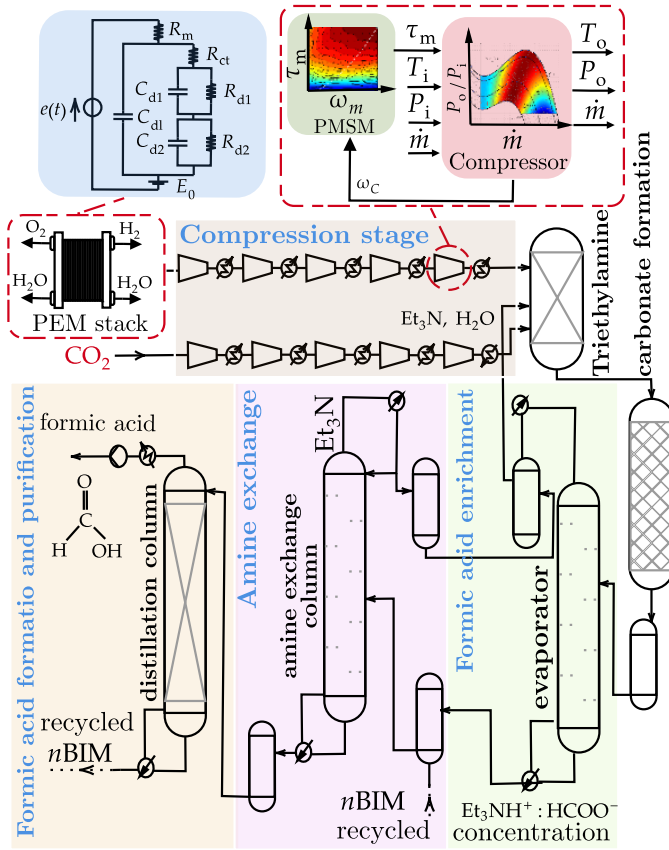 R_m
R_ct
C_d1
R_d1
e(t)
C_dl
C_d2
R_d2
E_0
τ_m
ω_m
PMSM
τ_m
T_i
P_i
ṁ
P_o/P_i
ṁ
Compressor
T_o
P_o
ṁ
ω_C
O₂
H₂
H₂O
H₂O
PEM stack
Compression stage
Et₃N, H₂O
CO₂
Triethylamine
carbonate formation
Formic acid formatio and purification
formic acid
O
C
H
OH
distillation column
recycled
nBIM
Amine exchange
Et₃N
amine exchange
column
nBIM
recycled
Formic acid enrichment
evaporator
Et₃NH⁺ : HCOO⁻
concentration